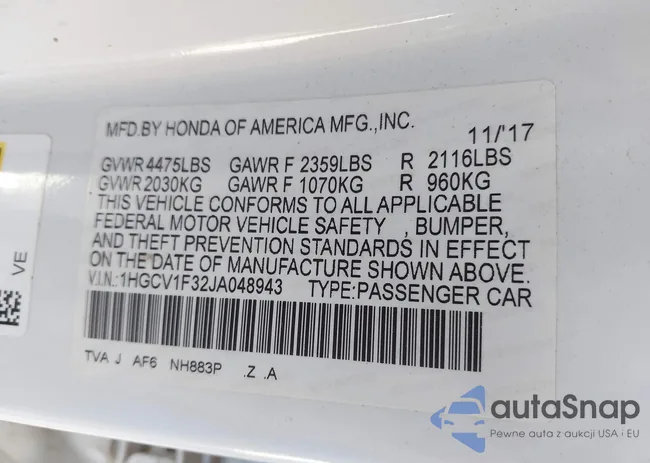 MFD.BY HONDA OF AMERICA MFG.,INC. 11/'17
GVWR 4475LBS GAWR F 2359LBS R 2116LBS
GVWR 2030KG GAWR F 1070KG R 960KG
THIS VEHICLE CONFORMS TO ALL APPLICABLE
FEDERAL MOTOR VEHICLE SAFETY , BUMPER,
AND THEFT PREVENTION STANDARDS IN EFFECT
ON THE DATE OF MANUFACTURE SHOWN ABOVE.
V.I.N.:1HGCV1F32JA048943 TYPE:PASSENGER CAR
TVA J AF6 NH883P .Z .A
VE
autaSnap
Pewne auta z aukcji USA i EU